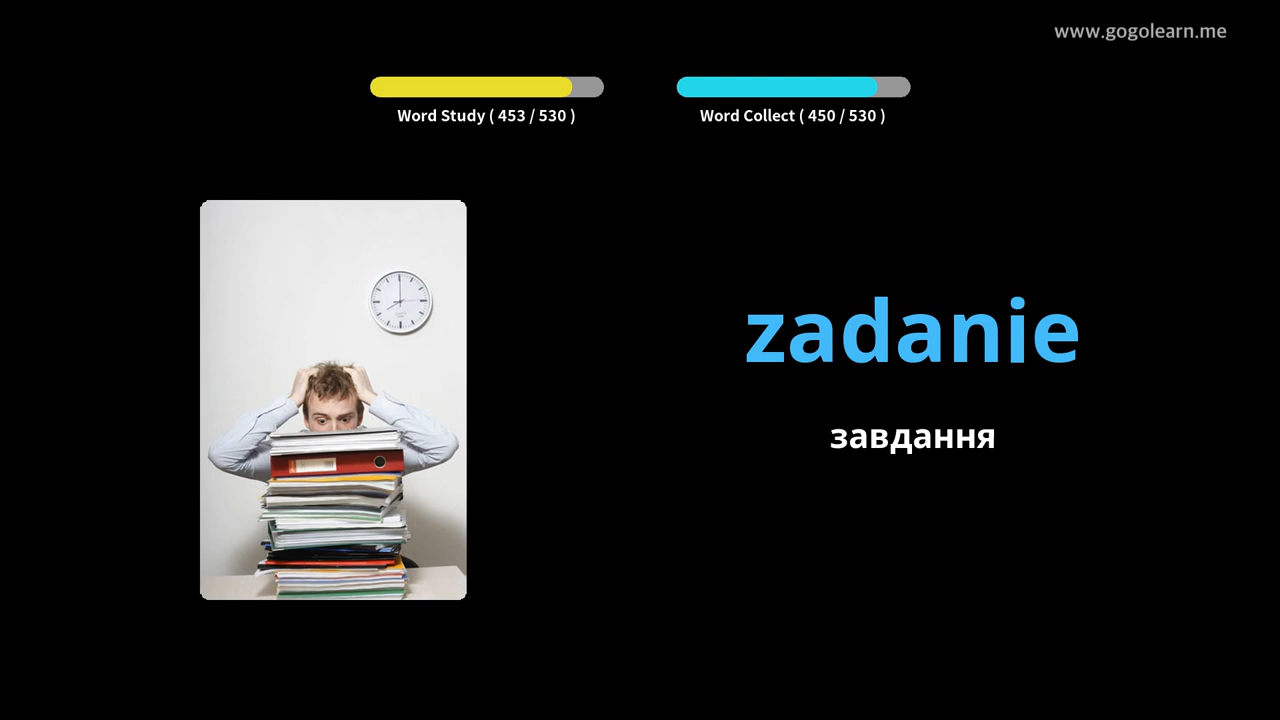 www.gogolearn.me
Word Study ( 453 / 530 )
Word Collect ( 450 / 530 )
zadanie
завдання